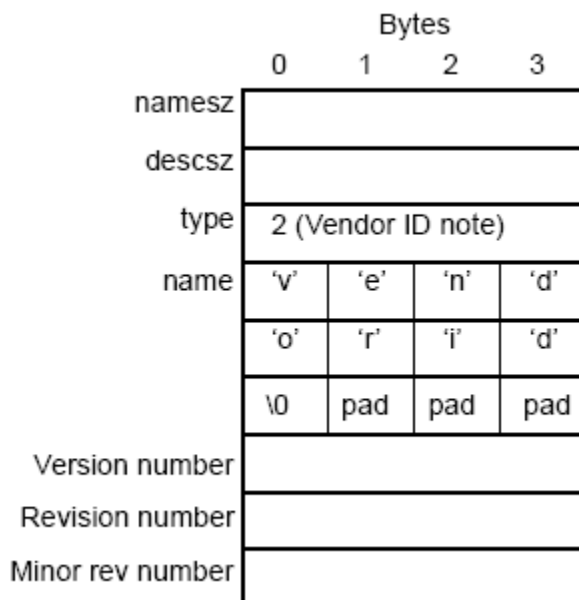 Bytes
0 1 2 3
namesz
descsz
type 2 (Vendor ID note)
name ‘v’ ‘e’ ‘n’ ‘d’
‘o’ ‘r’ ‘i’ ‘d’
\0 pad pad pad
Version number
Revision number
Minor rev number